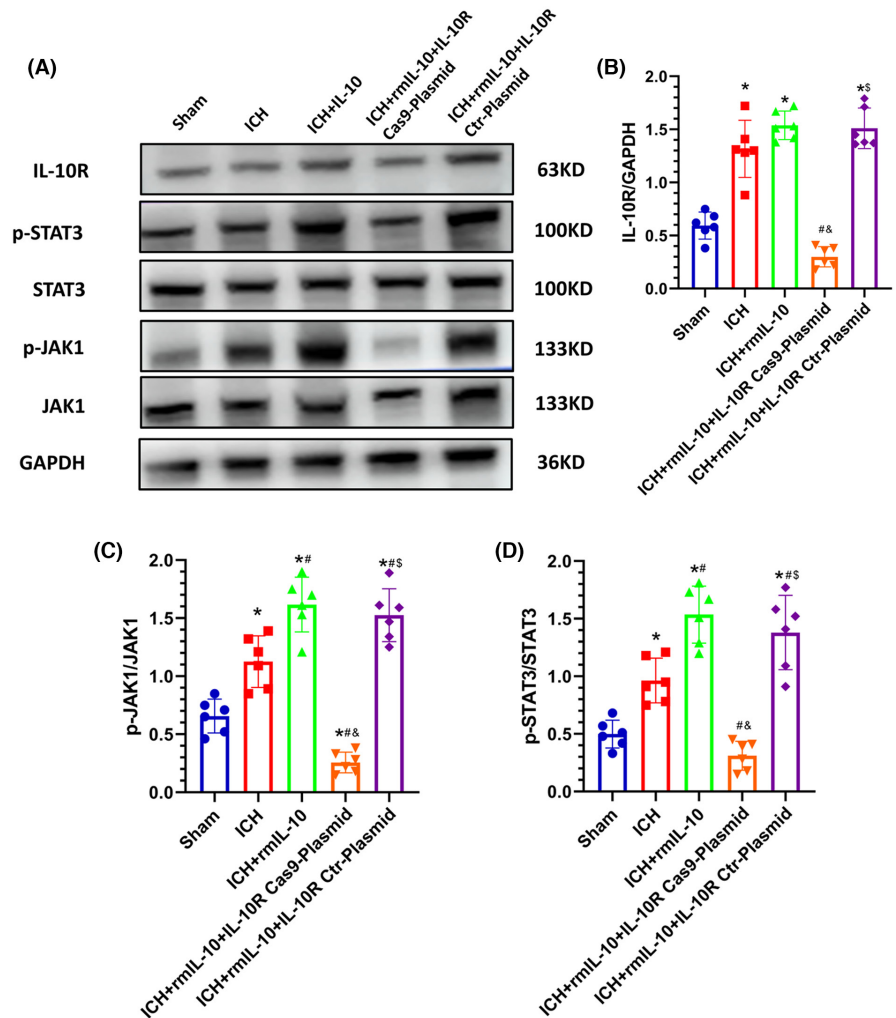 (A)
Sham
ICH
ICH+IL-10
ICH+rmIL-10+IL-10R
Cas9-Plasmid
ICH+rmIL-10+IL-10R
Ctr-Plasmid
IL-10R
63KD
p-STAT3
100KD
STAT3
100KD
p-JAK1
133KD
JAK1
133KD
GAPDH
36KD
(B)
IL-10R/GAPDH
2.0
1.5
1.0
0.5
0.0
*
*
#&
*$
Sham
ICH
ICH+rmIL-10
ICH+rmIL-10+IL-10R Cas9-Plasmid
ICH+rmIL-10+IL-10R Ctr-Plasmid
(C)
p-JAK1/JAK1
2.0
1.5
1.0
0.5
0.0
*
*#
*#&
*#$
Sham
ICH
ICH+rmIL-10
ICH+rmIL-10+IL-10R Cas9-Plasmid
ICH+rmIL-10+IL-10R Ctr-Plasmid
(D)
p-STAT3/STAT3
2.0
1.5
1.0
0.5
0.0
*
*#
#&
*#$
Sham
ICH
ICH+rmIL-10
ICH+rmIL-10+IL-10R Cas9-Plasmid
ICH+rmIL-10+IL-10R Ctr-Plasmid